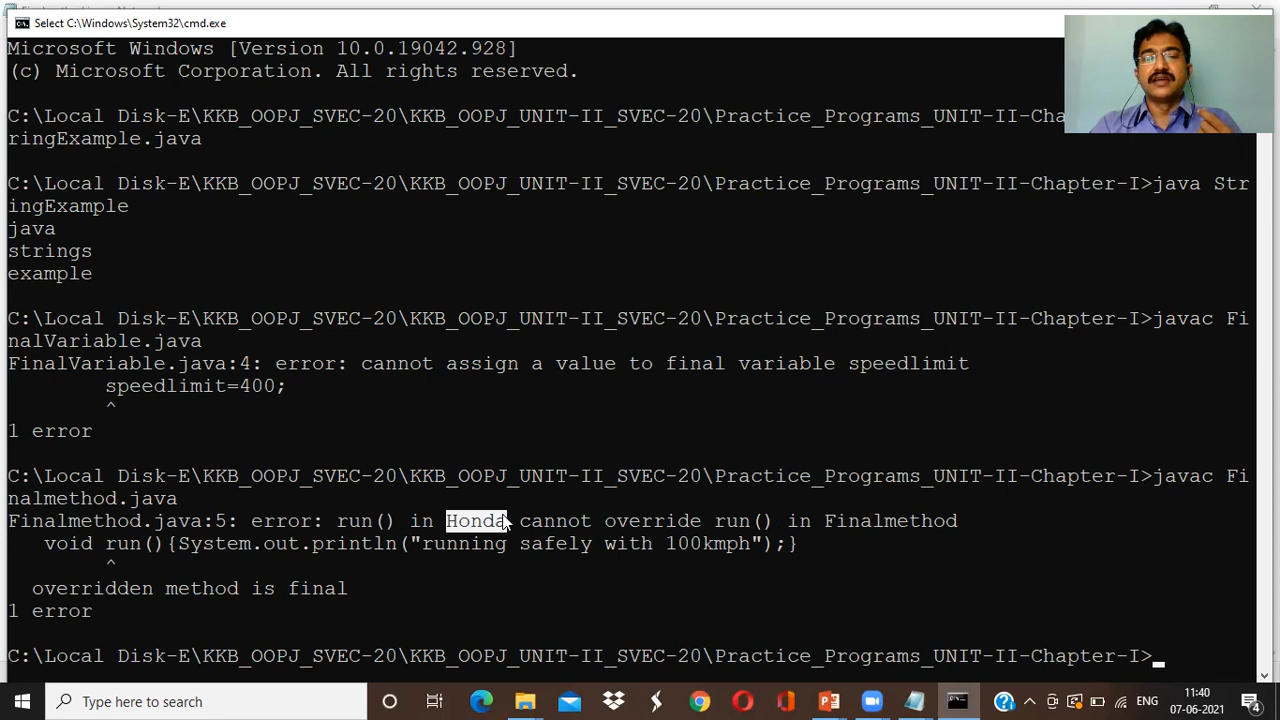 Select C:\Windows\System32\cmd.exe
Microsoft Windows [Version 10.0.19042.928]
(c) Microsoft Corporation. All rights reserved.
C:\Local Disk-E\KKB_OOPJ_SVEC-20\KKB_OOPJ_UNIT-II_SVEC-20\Practice_Programs_UNIT-II-Cha
ringExample.java
C:\Local Disk-E\KKB_OOPJ_SVEC-20\KKB_OOPJ_UNIT-II_SVEC-20\Practice_Programs_UNIT-II-Chapter-I>java Str
ingExample
java
strings
example
C:\Local Disk-E\KKB_OOPJ_SVEC-20\KKB_OOPJ_UNIT-II_SVEC-20\Practice_Programs_UNIT-II-Chapter-I>javac Fi
nalVariable.java
FinalVariable.java:4: error: cannot assign a value to final variable speedlimit
speedlimit=400;
^
1 error
C:\Local Disk-E\KKB_OOPJ_SVEC-20\KKB_OOPJ_UNIT-II_SVEC-20\Practice_Programs_UNIT-II-Chapter-I>javac Fi
nalmethod.java
Finalmethod.java:5: error: run() in Honda cannot override run() in Finalmethod
void run(){System.out.println("running safely with 100kmph");}
^
overridden method is final
1 error
C:\Local Disk-E\KKB_OOPJ_SVEC-20\KKB_OOPJ_UNIT-II_SVEC-20\Practice_Programs_UNIT-II-Chapter-I>
Type here to search
ENG
11:40
07-06-2021
4